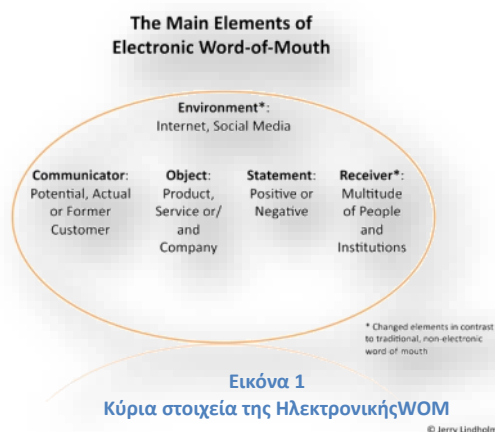 The Main Elements of
Electronic Word-of-Mouth
Environment*:
Internet, Social Media
Communicator:
Potential, Actual
or Former
Customer
Object:
Product,
Service or/
and
Company
Statement:
Positive or
Negative
Receiver*:
Multitude
of People
and
Institutions
* Changed elements in contrast
to traditional, non-electronic
word of mouth
Εικόνα 1
Κύρια στοιχεία της ΗλεκτρονικήςWOM
© Jerry Lindholm